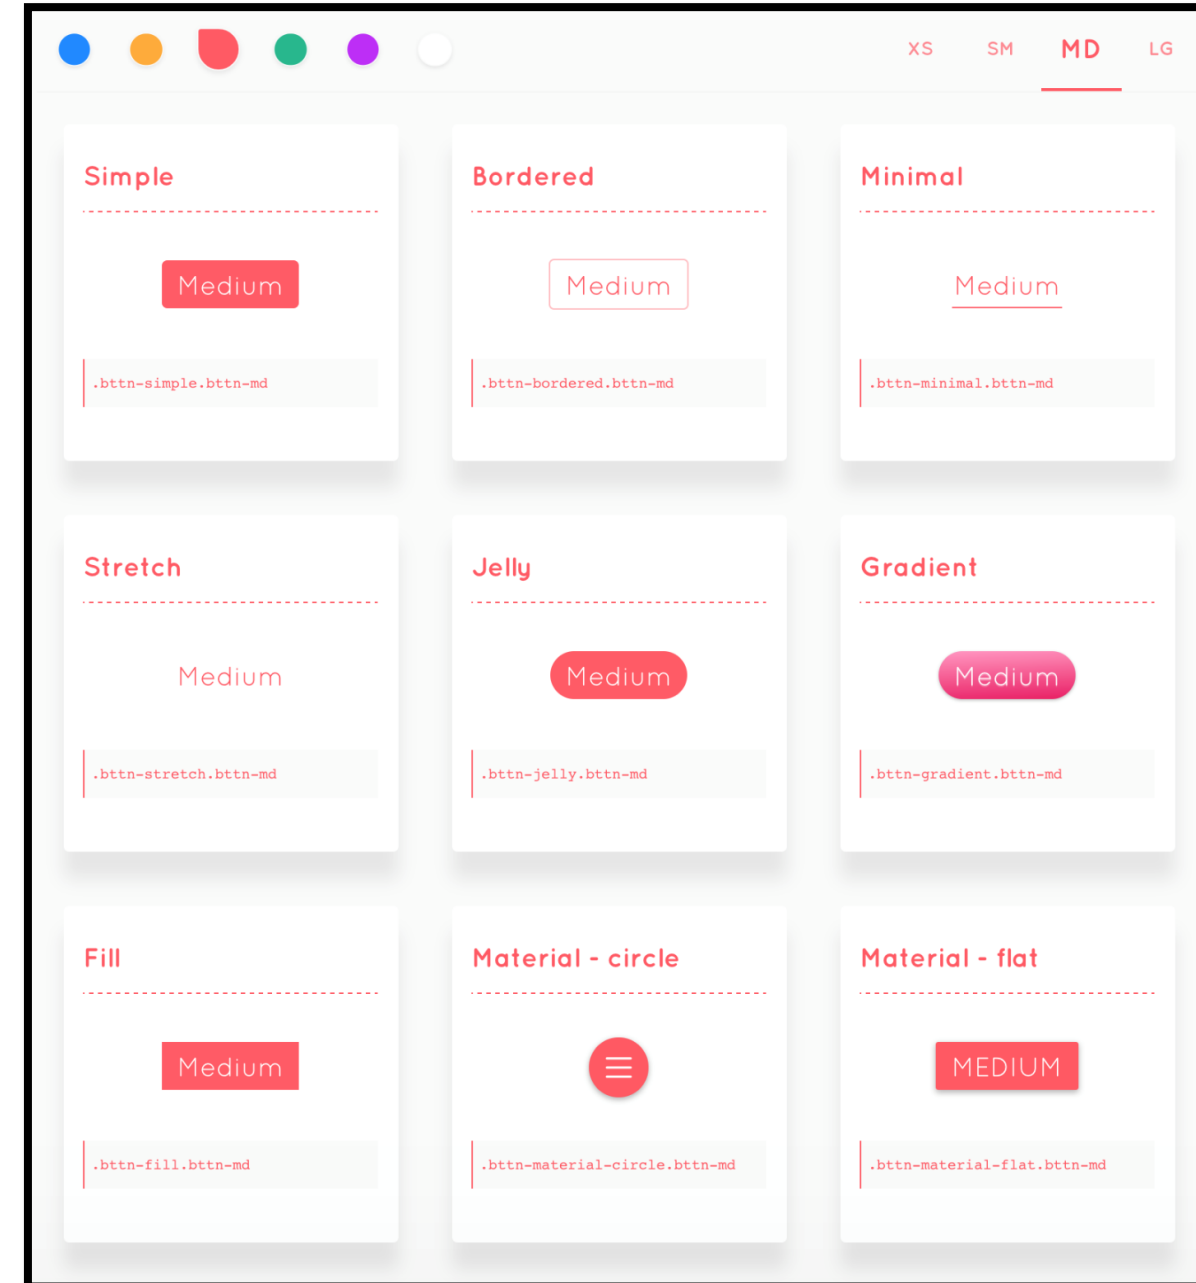 XS SM MD LG
Simple
Medium
.bttn-simple.bttn-md
Bordered
Medium
.bttn-bordered.bttn-md
Minimal
Medium
.bttn-minimal.bttn-md
Stretch
Medium
.bttn-stretch.bttn-md
Jelly
Medium
.bttn-jelly.bttn-md
Gradient
Medium
.bttn-gradient.bttn-md
Fill
Medium
.bttn-fill.bttn-md
Material - circle
.bttn-material-circle.bttn-md
Material - flat
MEDIUM
.bttn-material-flat.bttn-md